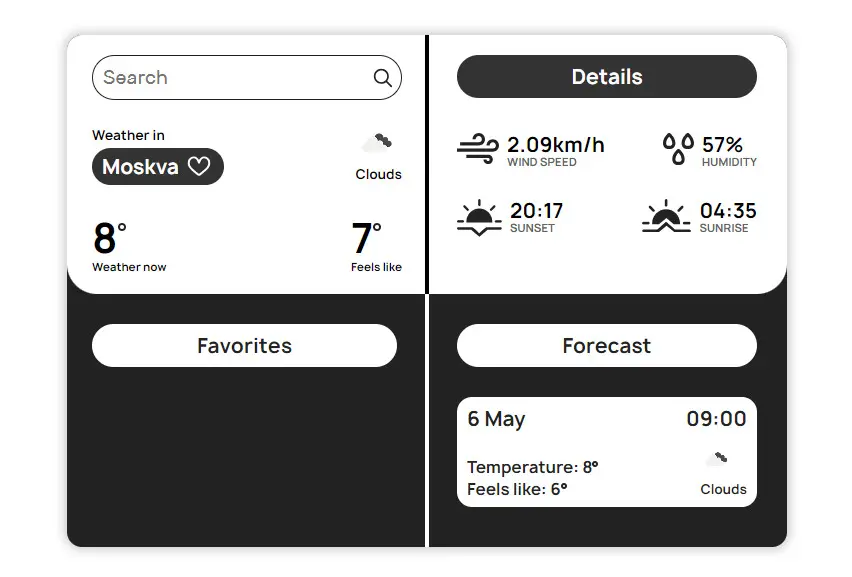 Search
Weather in
Moskva
Clouds
8°
Weather now
7°
Feels like
Details
2.09km/h
WIND SPEED
57%
HUMIDITY
20:17
SUNSET
04:35
SUNRISE
Favorites
Forecast
6 May
09:00
Temperature: 8°
Feels like: 6°
Clouds